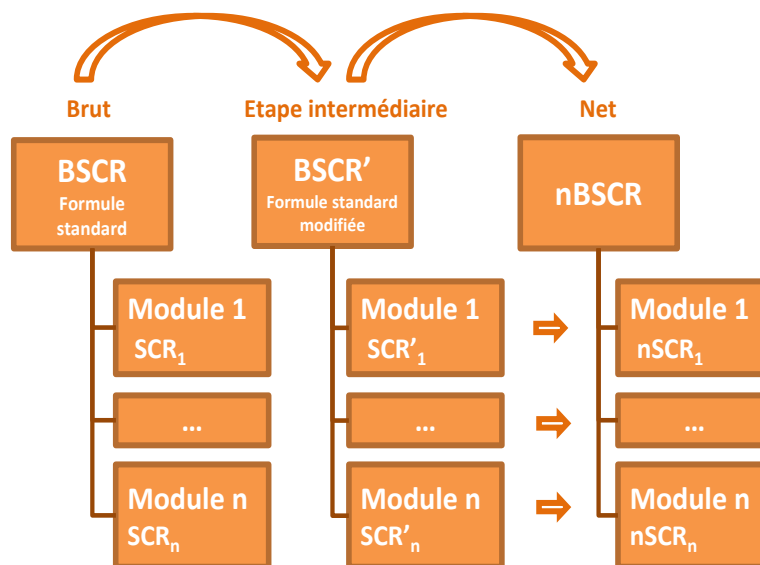 Brut
Etape intermédiaire
Net
BSCR
Formule
standard
BSCR’
Formule standard
modifiée
nBSCR
Module 1
SCR₁
Module 1
SCR’₁
Module 1
nSCR₁
...
...
...
Module n
SCRₙ
Module n
SCR’ₙ
Module n
nSCRₙ